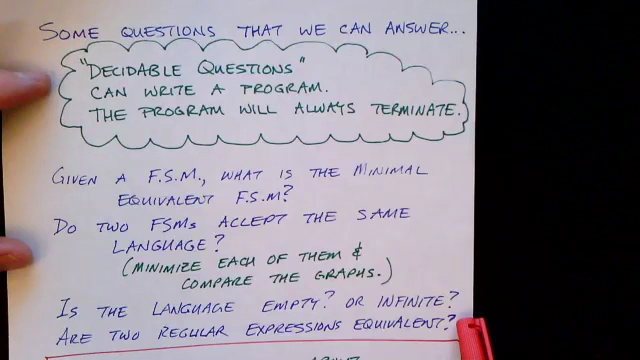 SOME QUESTIONS THAT WE CAN ANSWER...
"DECIDABLE QUESTIONS"
CAN WRITE A PROGRAM.
THE PROGRAM WILL ALWAYS TERMINATE.
GIVEN A F.S.M., WHAT IS THE MINIMAL
EQUIVALENT F.S.M?
DO TWO FSMs ACCEPT THE SAME
LANGUAGE?
(MINIMIZE EACH OF THEM &
COMPARE THE GRAPHS.)
IS THE LANGUAGE EMPTY? OR INFINITE?
ARE TWO REGULAR EXPRESSIONS EQUIVALENT?